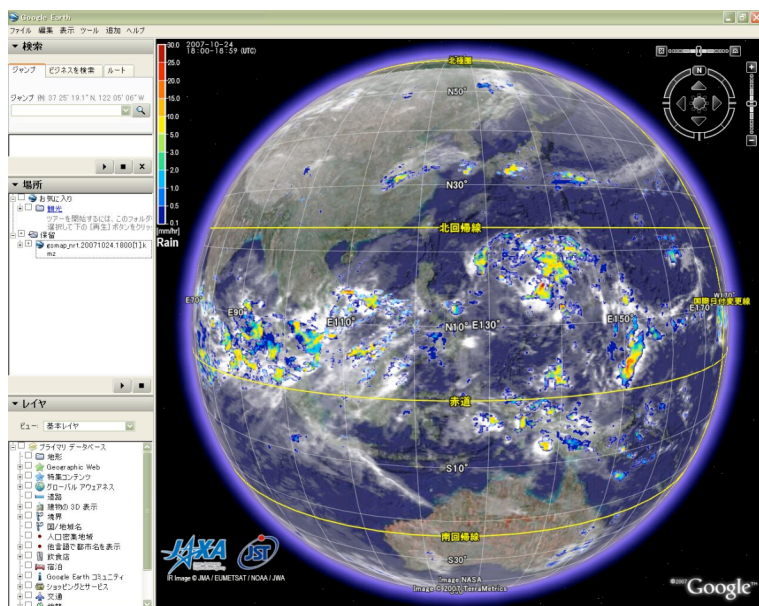 Google Earth
ファイル 編集 表示 ツール 追加 ヘルプ
▼ 検索
ジャンプ ビジネスを検索 ルート
ジャンプ 例: 37 25' 19.1" N, 122 05' 06" W
▼ 場所
お気に入り
観光
ツアーを開始するには、このフォルダ
選択して下の [再生] ボタンをクリッ
保留
gsmap_nrt.20071024.1800[1].k
mz
▼ レイヤ
ビュー: 基本レイヤ
プライマリ データベース
地形
Geographic Web
特集コンテンツ
グローバル アウェアネス
道路
建物の 3D 表示
境界
国/地域名
人口密集地域
他言語で都市名を表示
飲食店
宿泊
Google Earth コミュニティ
ショッピングとサービス
交通
30.0
25.0
20.0
15.0
10.0
5.0
3.0
2.0
1.0
0.5
0.1
[mm/hr]
Rain
2007-10-24
18:00-18:59 (UTC)
N
北極圏
N50°
N30°
北回帰線
E70°
E90°
E110°
N10°
E130°
E150°
E170°
W170°
国際日付変更線
赤道
S10°
南回帰線
S30°
JAXA
JST
IR Image © JMA / EUMETSAT / NOAA / JWA
Image NASA
Image © 2007 TerraMetrics
©2007 Google™